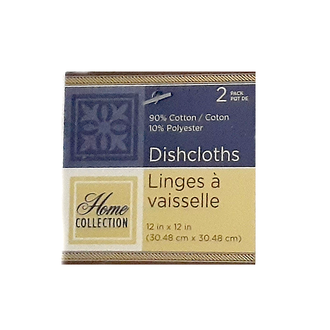 2 PACK
PQT DE
90% Cotton / Coton
10% Polyester
Dishcloths
Linges à
vaisselle
Home
COLLECTION
12 in x 12 in
(30.48 cm x 30.48 cm)